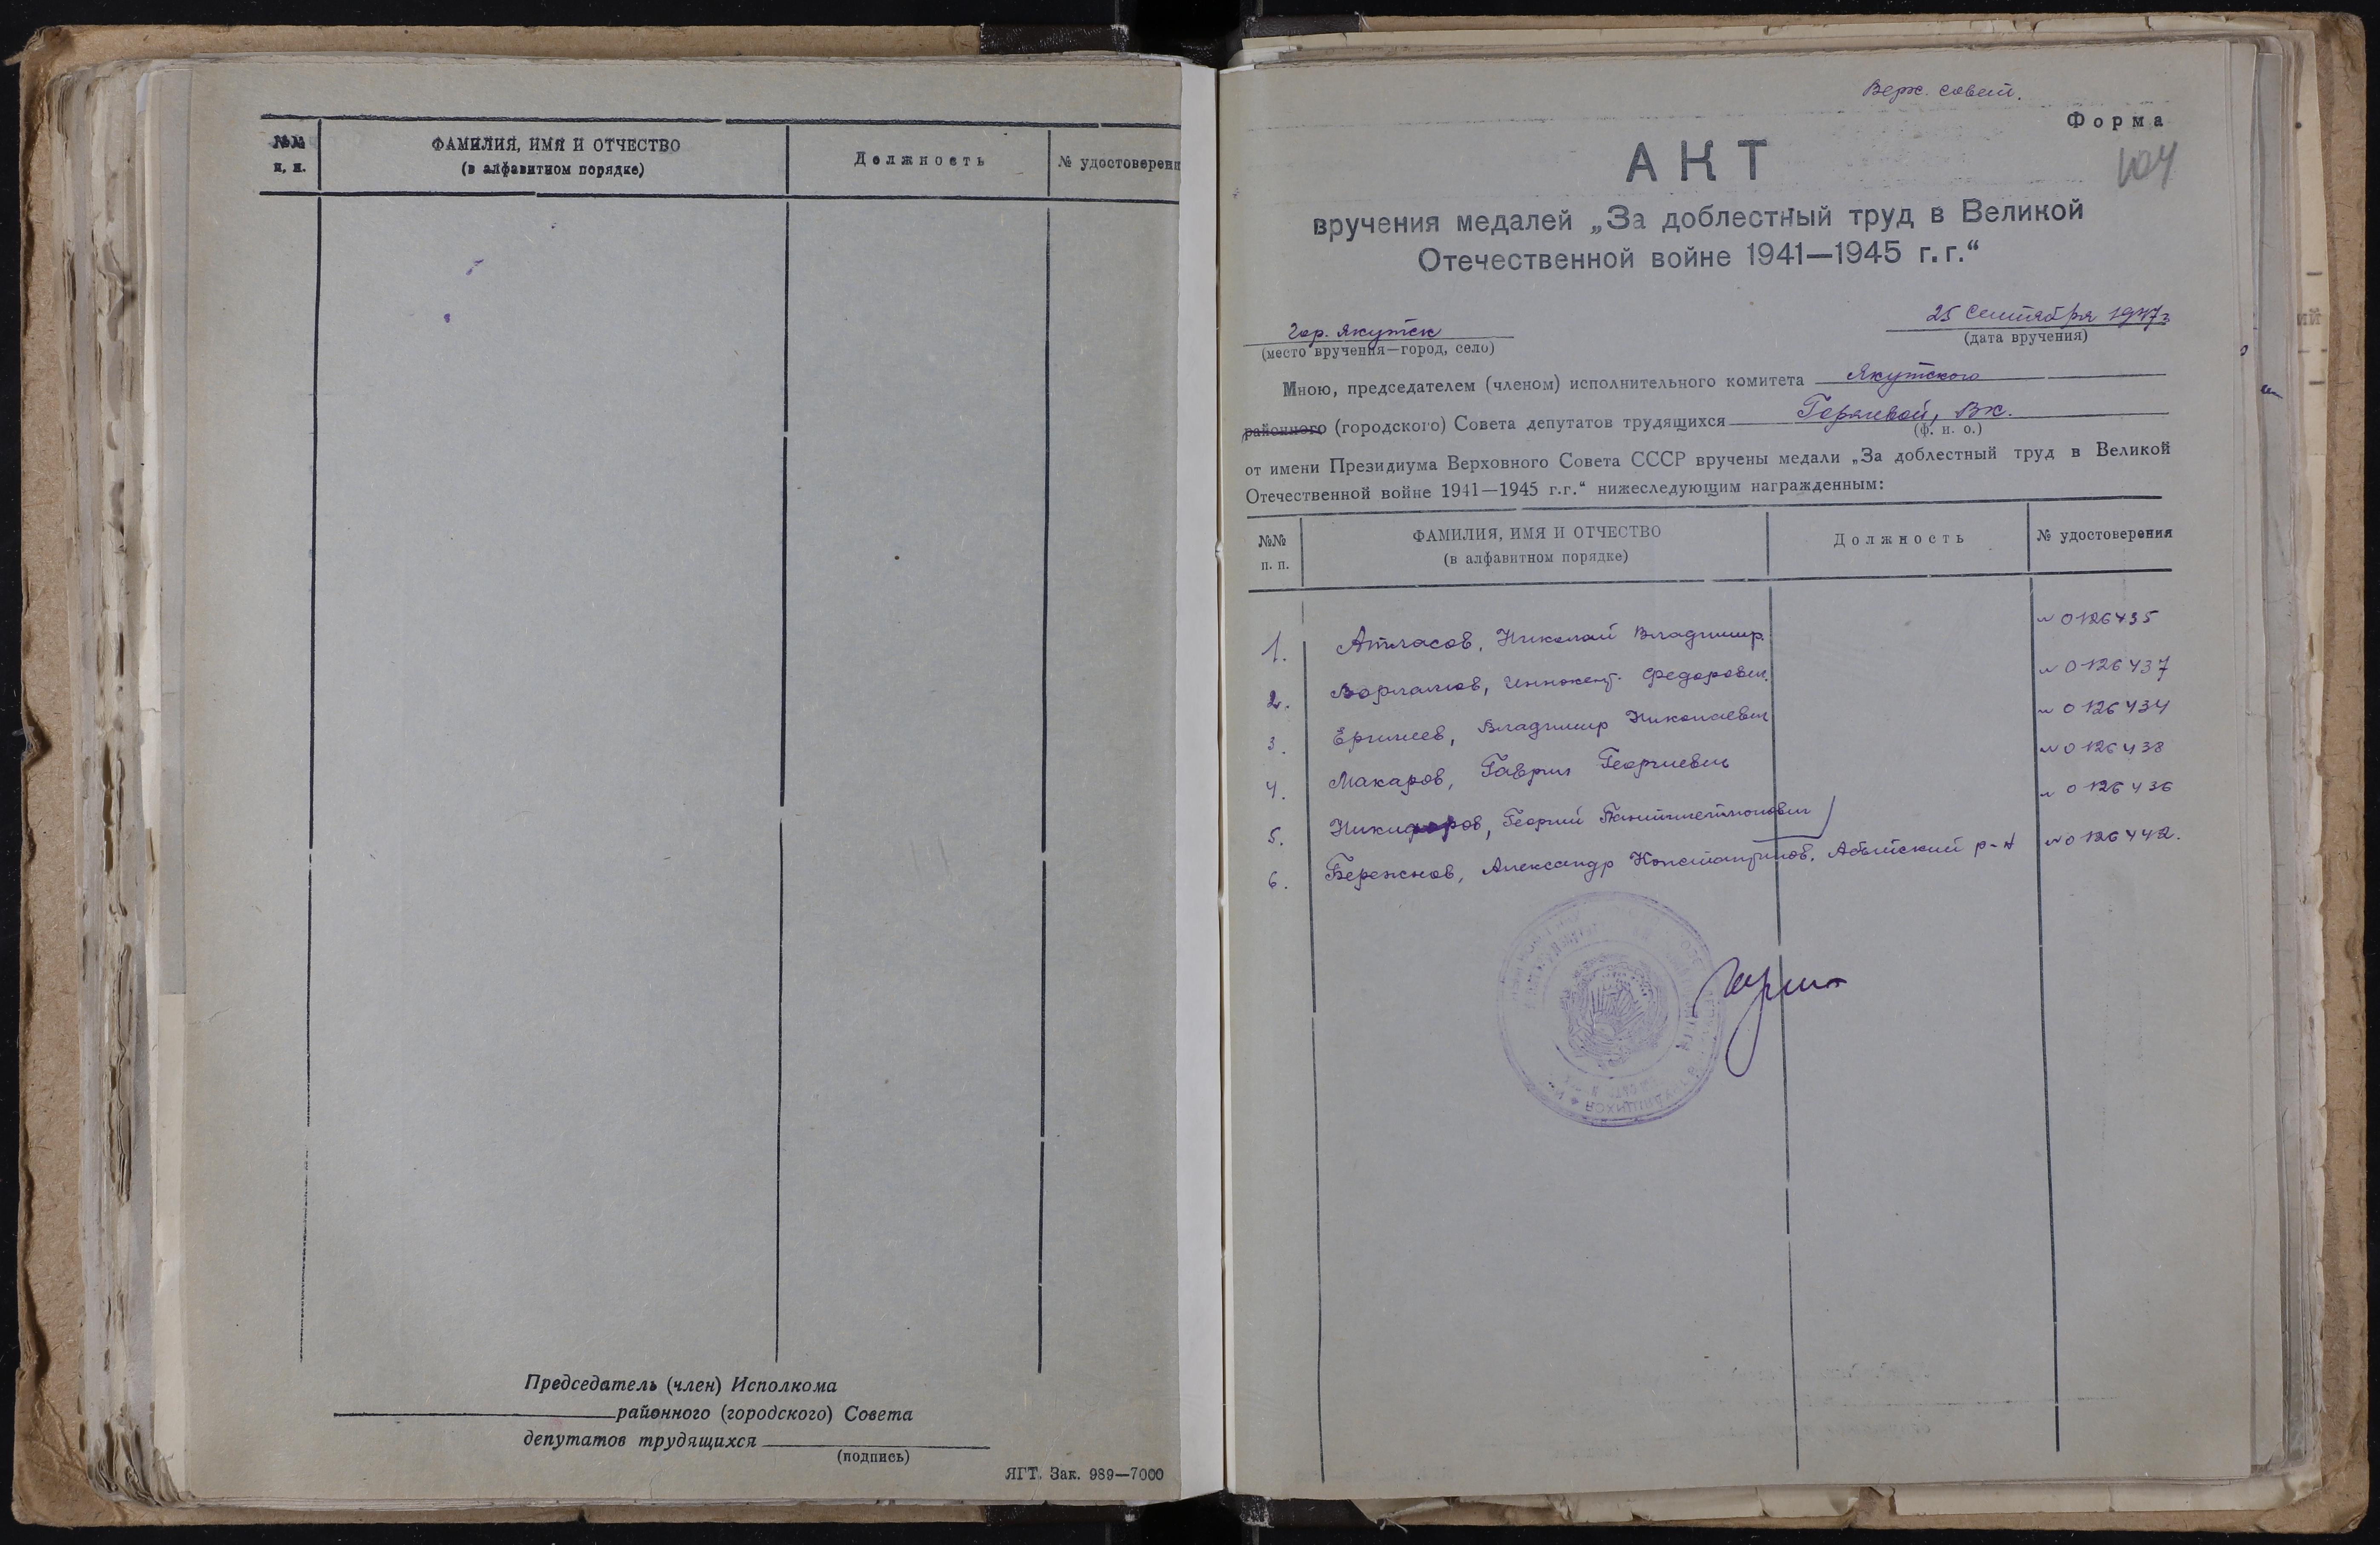 №№
п. п.
ФАМИЛИЯ, ИМЯ И ОТЧЕСТВО
(в алфавитном порядке)
Должность
№ удостоверени
Председатель (член) Исполкома
районного (городского) Совета
депутатов трудящихся
(подпись)
ЯГТ. Зак. 989—7000
Верх. совет.
Форма
104
АКТ
вручения медалей „За доблестный труд в Великой
Отечественной войне 1941—1945 г.г.“
гор. Якутск
(место вручения—город, село)
25 сентября 1947 г.
(дата вручения)
Мною, председателем (членом) исполнительного комитета Якутского
районного (городского) Совета депутатов трудящихся
(ф. и. о.)
от имени Президиума Верховного Совета СССР вручены медали „За доблестный труд в Великой
Отечественной войне 1941—1945 г.г.“ нижеследующим награжденным:
№№
п. п.
ФАМИЛИЯ, ИМЯ И ОТЧЕСТВО
(в алфавитном порядке)
Должность
№ удостоверения
1. Атласов, Николай Владимир. № 0126435
2. Варламов, Иннокент. Федорович № 0126437
3. Владимир Николаевич № 0126434
4. Макаров, Гаврил Георгиевич № 0126438
5. Никифоров, Георгий № 0126436
6. Бережнов, Александр Константинов. Абыйский р-н № 0126442.